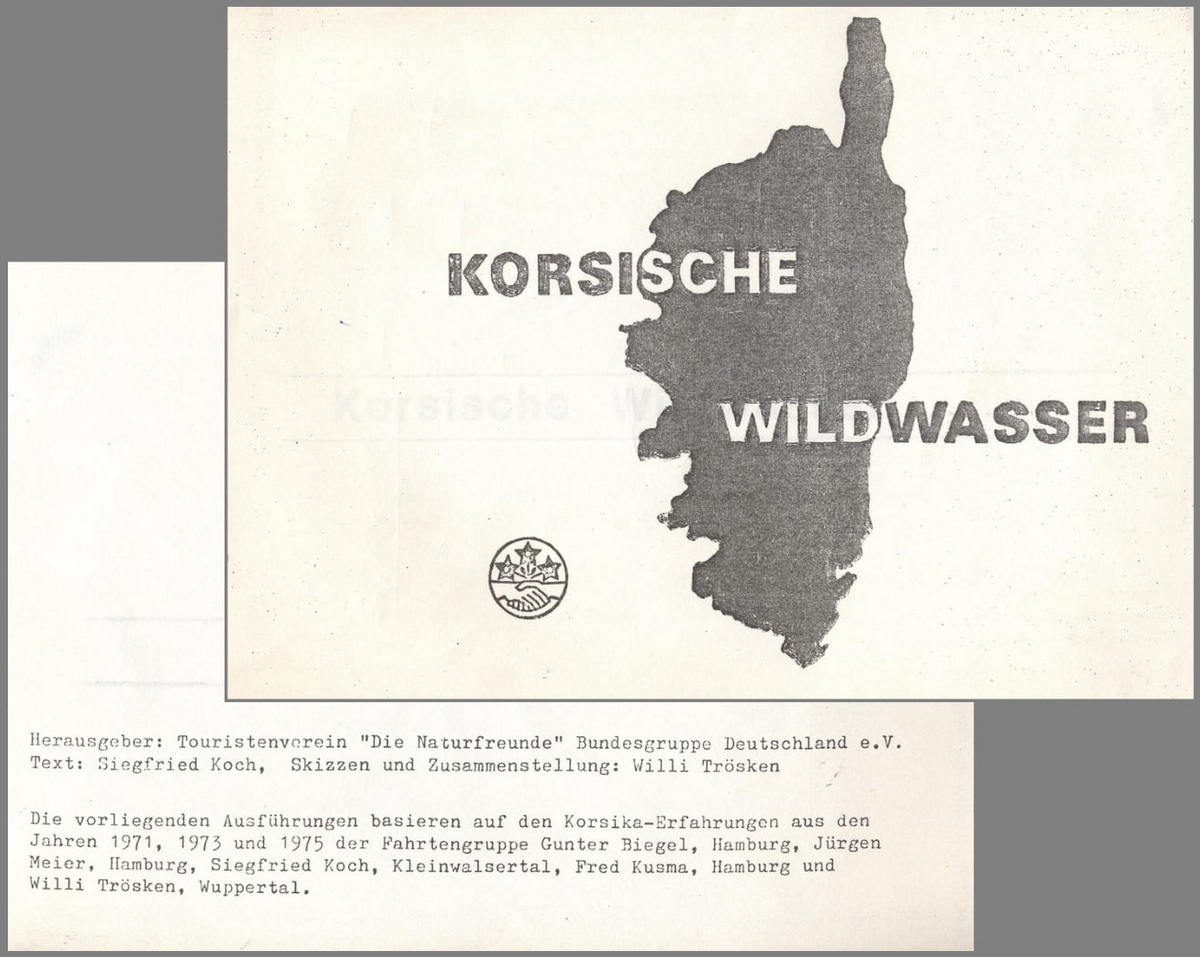 KORSISCHE
WILDWASSER
Korsische Wi
Herausgeber: Touristenverein "Die Naturfreunde" Bundesgruppe Deutschland e.V.
Text: Siegfried Koch, Skizzen und Zusammenstellung: Willi Trösken
Die vorliegenden Ausführungen basieren auf den Korsika-Erfahrungen aus den
Jahren 1971, 1973 und 1975 der Fahrtengruppe Gunter Biegel, Hamburg, Jürgen
Meier, Hamburg, Siegfried Koch, Kleinwalsertal, Fred Kusma, Hamburg und
Willi Trösken, Wuppertal.